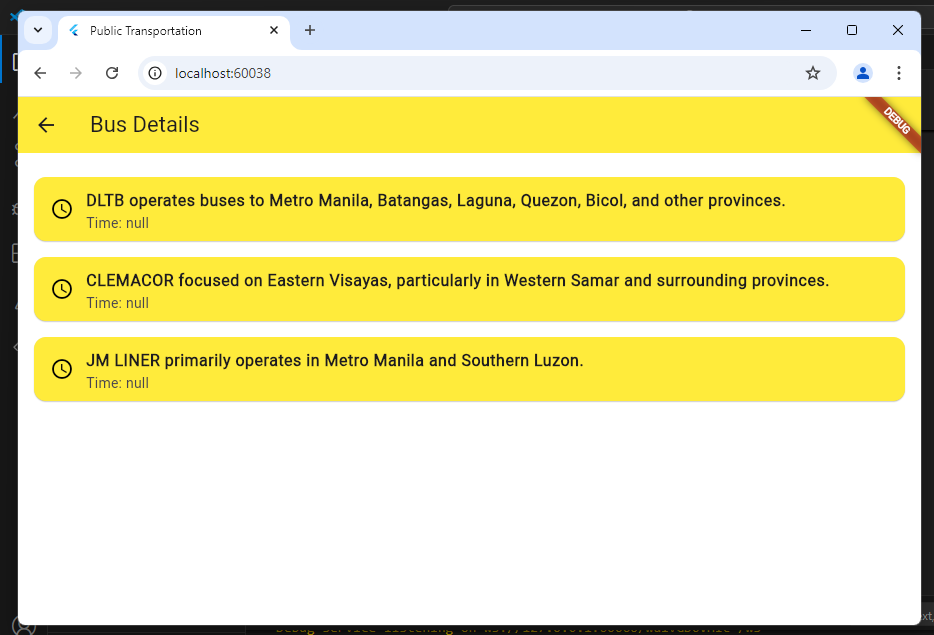 Public Transportation
localhost:60038
Bus Details
DEBUG
DLTB operates buses to Metro Manila, Batangas, Laguna, Quezon, Bicol, and other provinces.
Time: null
CLEMACOR focused on Eastern Visayas, particularly in Western Samar and surrounding provinces.
Time: null
JM LINER primarily operates in Metro Manila and Southern Luzon.
Time: null